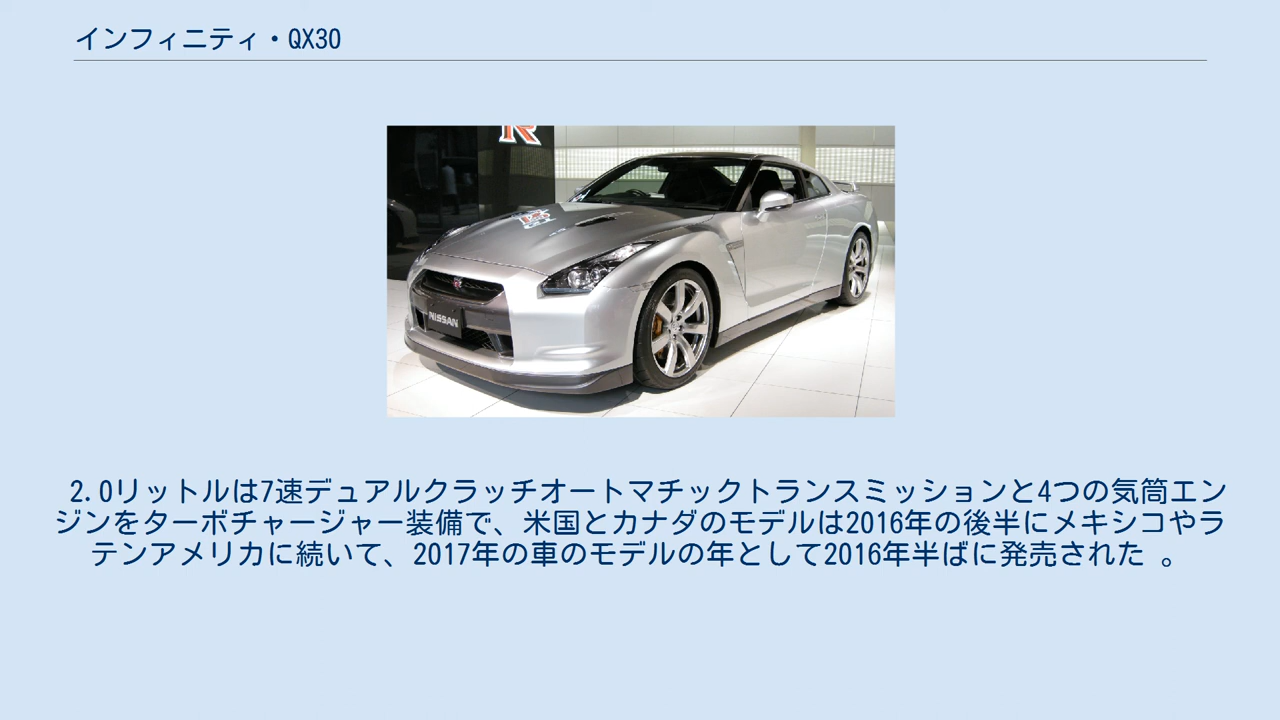 インフィニティ・QX30
R
NISSAN
2.0リットルは7速デュアルクラッチオートマチックトランスミッションと4つの気筒エン
ジンをターボチャージャー装備で、米国とカナダのモデルは2016年の後半にメキシコやラ
テンアメリカに続いて、2017年の車のモデルの年として2016年半ばに発売された 。